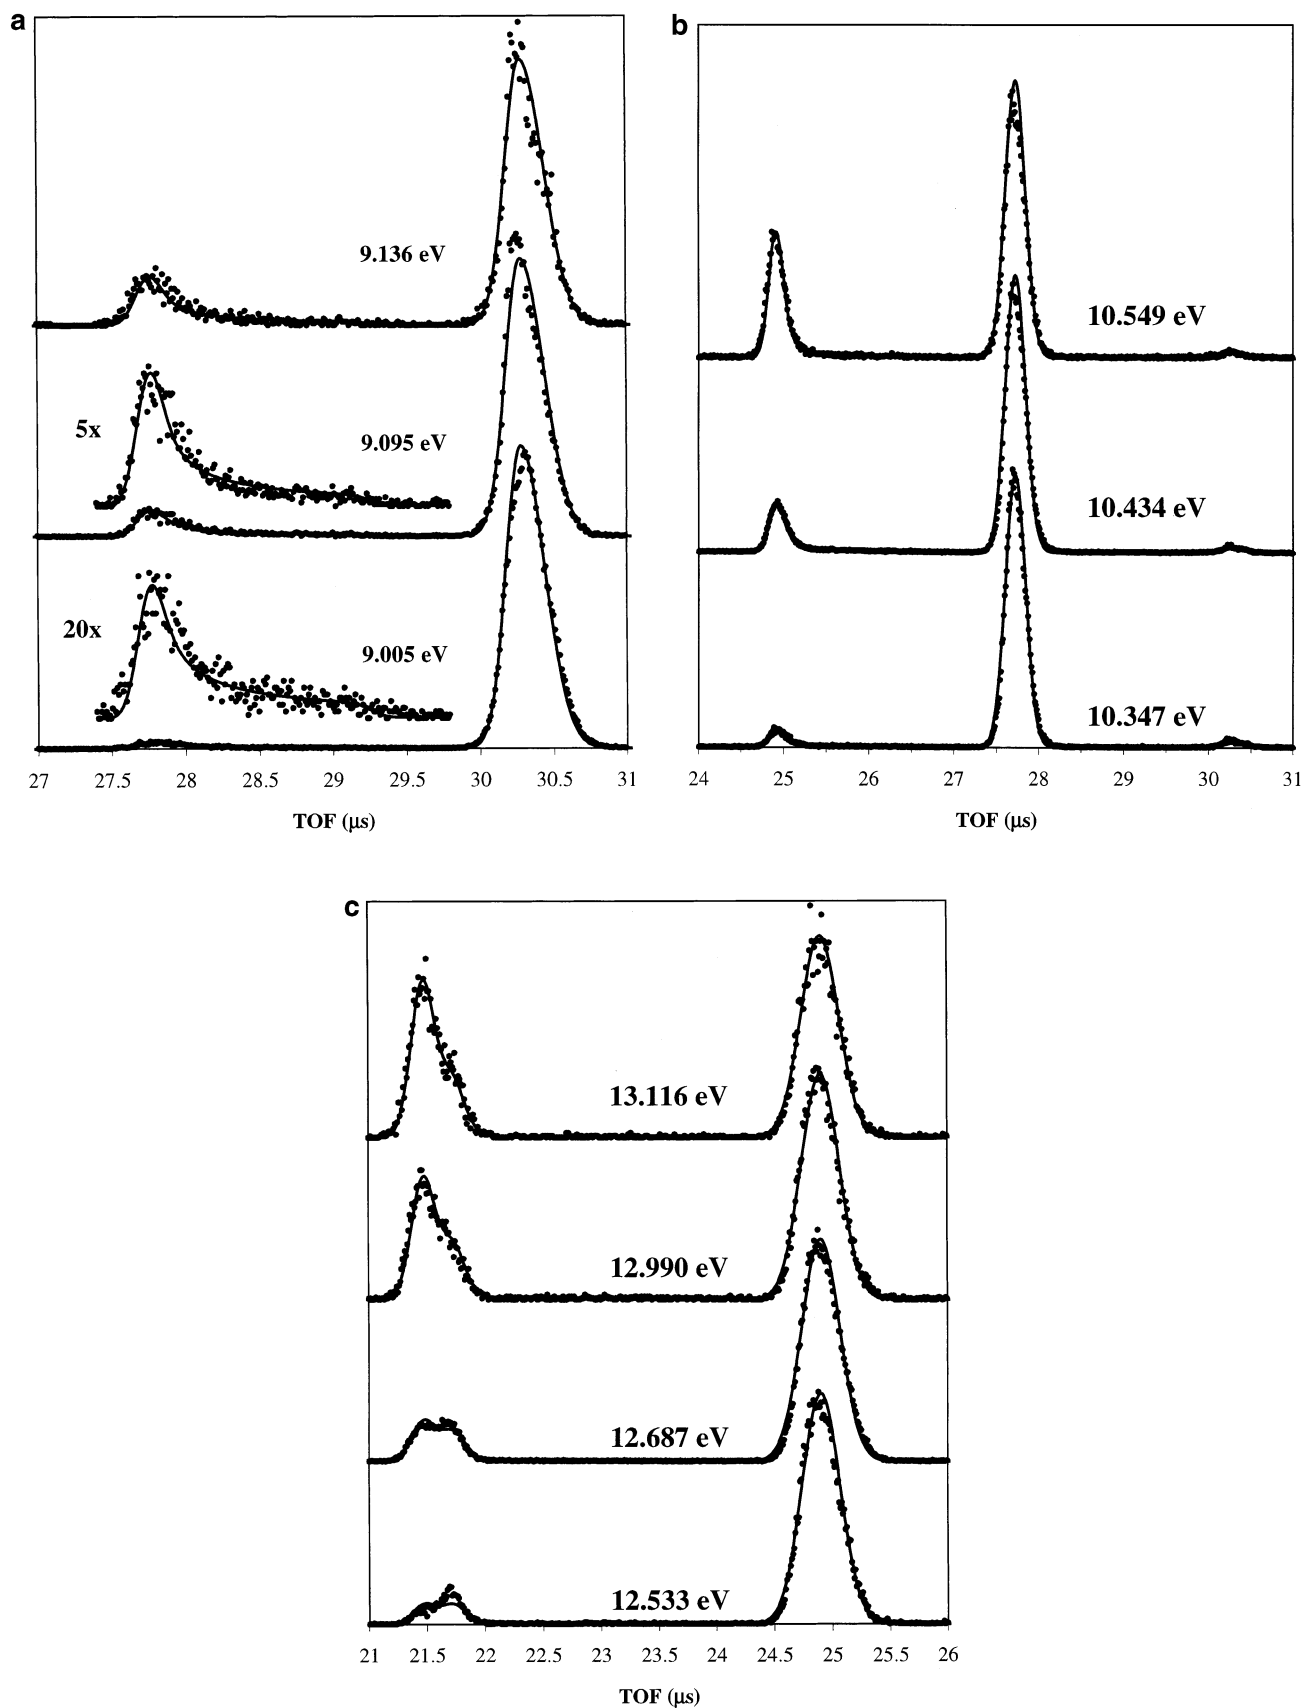 a
9.136 eV
5x
9.095 eV
20x
9.005 eV
27 27.5 28 28.5 29 29.5 30 30.5 31
TOF (μs)
b
10.549 eV
10.434 eV
10.347 eV
24 25 26 27 28 29 30 31
TOF (μs)
c
13.116 eV
12.990 eV
12.687 eV
12.533 eV
21 21.5 22 22.5 23 23.5 24 24.5 25 25.5 26
TOF (μs)